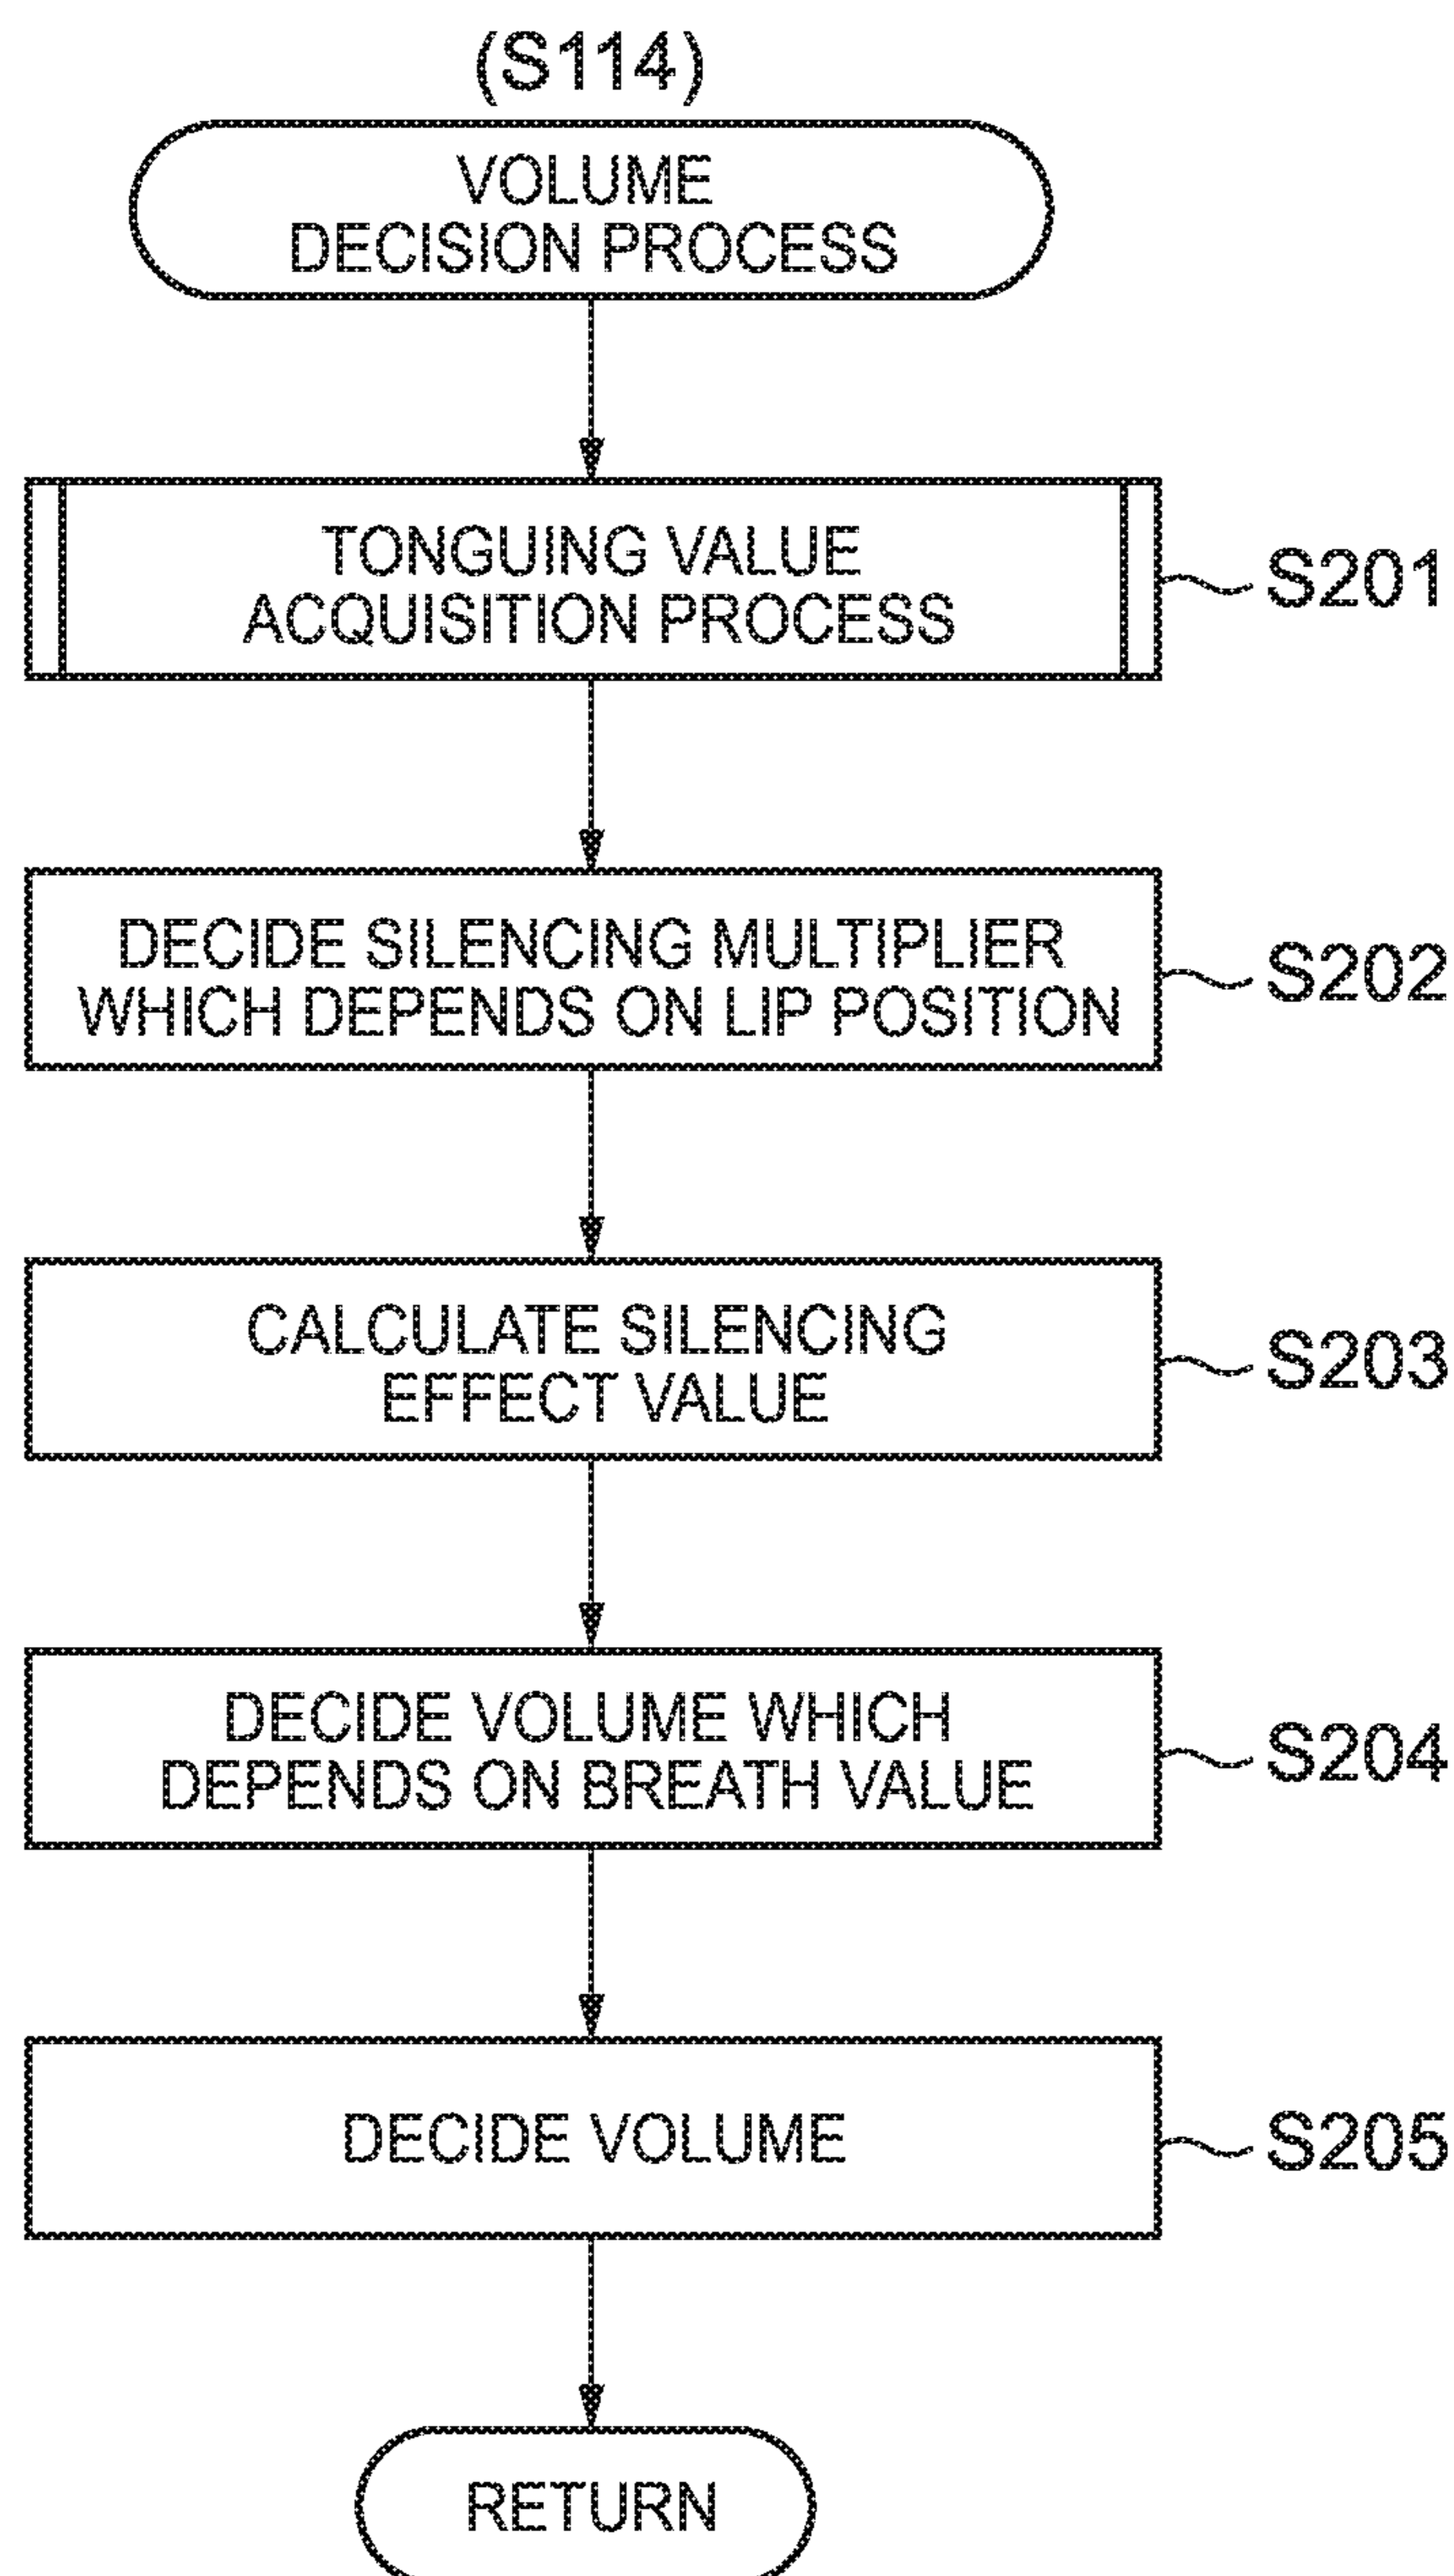 (S114)
VOLUME
DECISION PROCESS
TONGUING VALUE
ACQUISITION PROCESS
S201
DECIDE SILENCING MULTIPLIER
WHICH DEPENDS ON LIP POSITION
S202
CALCULATE SILENCING
EFFECT VALUE
S203
DECIDE VOLUME WHICH
DEPENDS ON BREATH VALUE
S204
DECIDE VOLUME
S205
RETURN